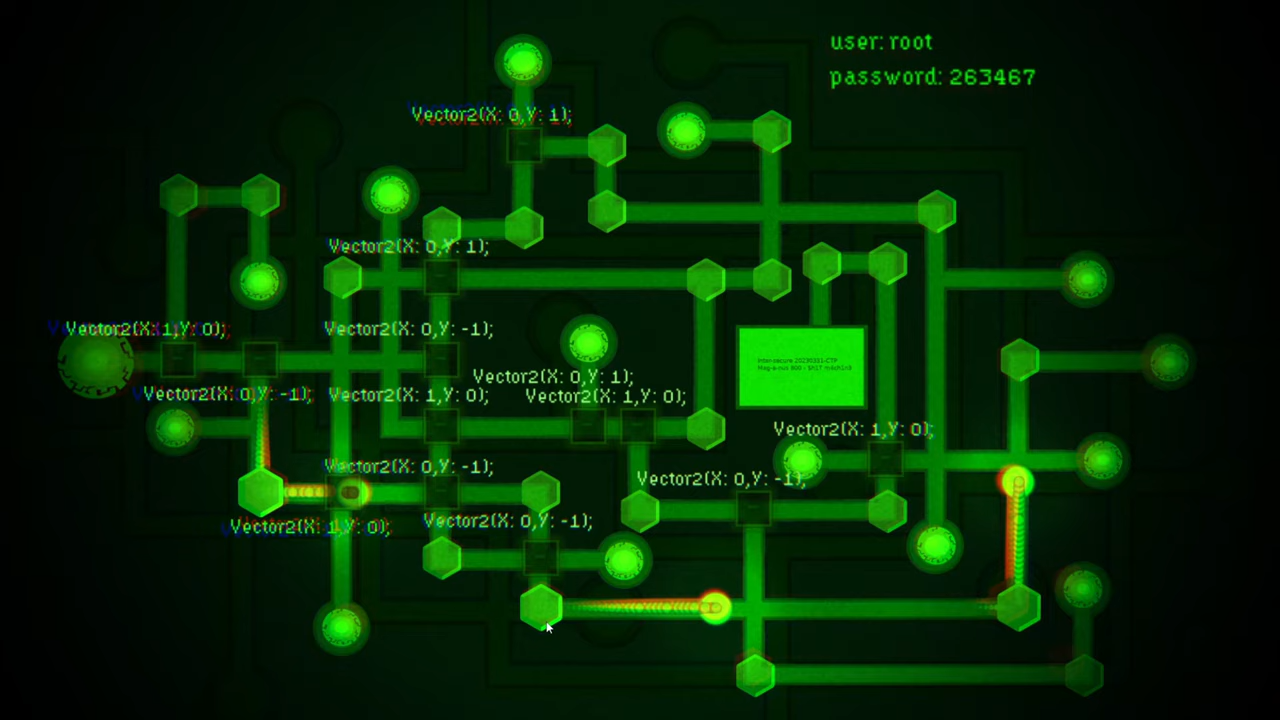 user: root
password: 263467
Vector2(X: 0,Y: 1);
Vector2(X: 0,Y: 1);
Vector2(X: 1,Y: 0);
Vector2(X: 0,Y: -1);
Vector2(X: 0,Y: 1);
Vector2(X: 0,Y: -1);
Vector2(X: 1,Y: 0);
Vector2(X: 1,Y: 0);
Vector2(X: 1,Y: 0);
Vector2(X: 0,Y: -1);
Vector2(X: 0,Y: -1);
Vector2(X: 1,Y: 0);
Vector2(X: 0,Y: -1);